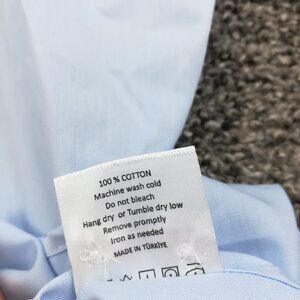 100 % COTTON
Machine wash cold
Do not bleach
Hang dry or Tumble dry low
Remove promptly
Iron as needed
MADE IN TÜRKİYE